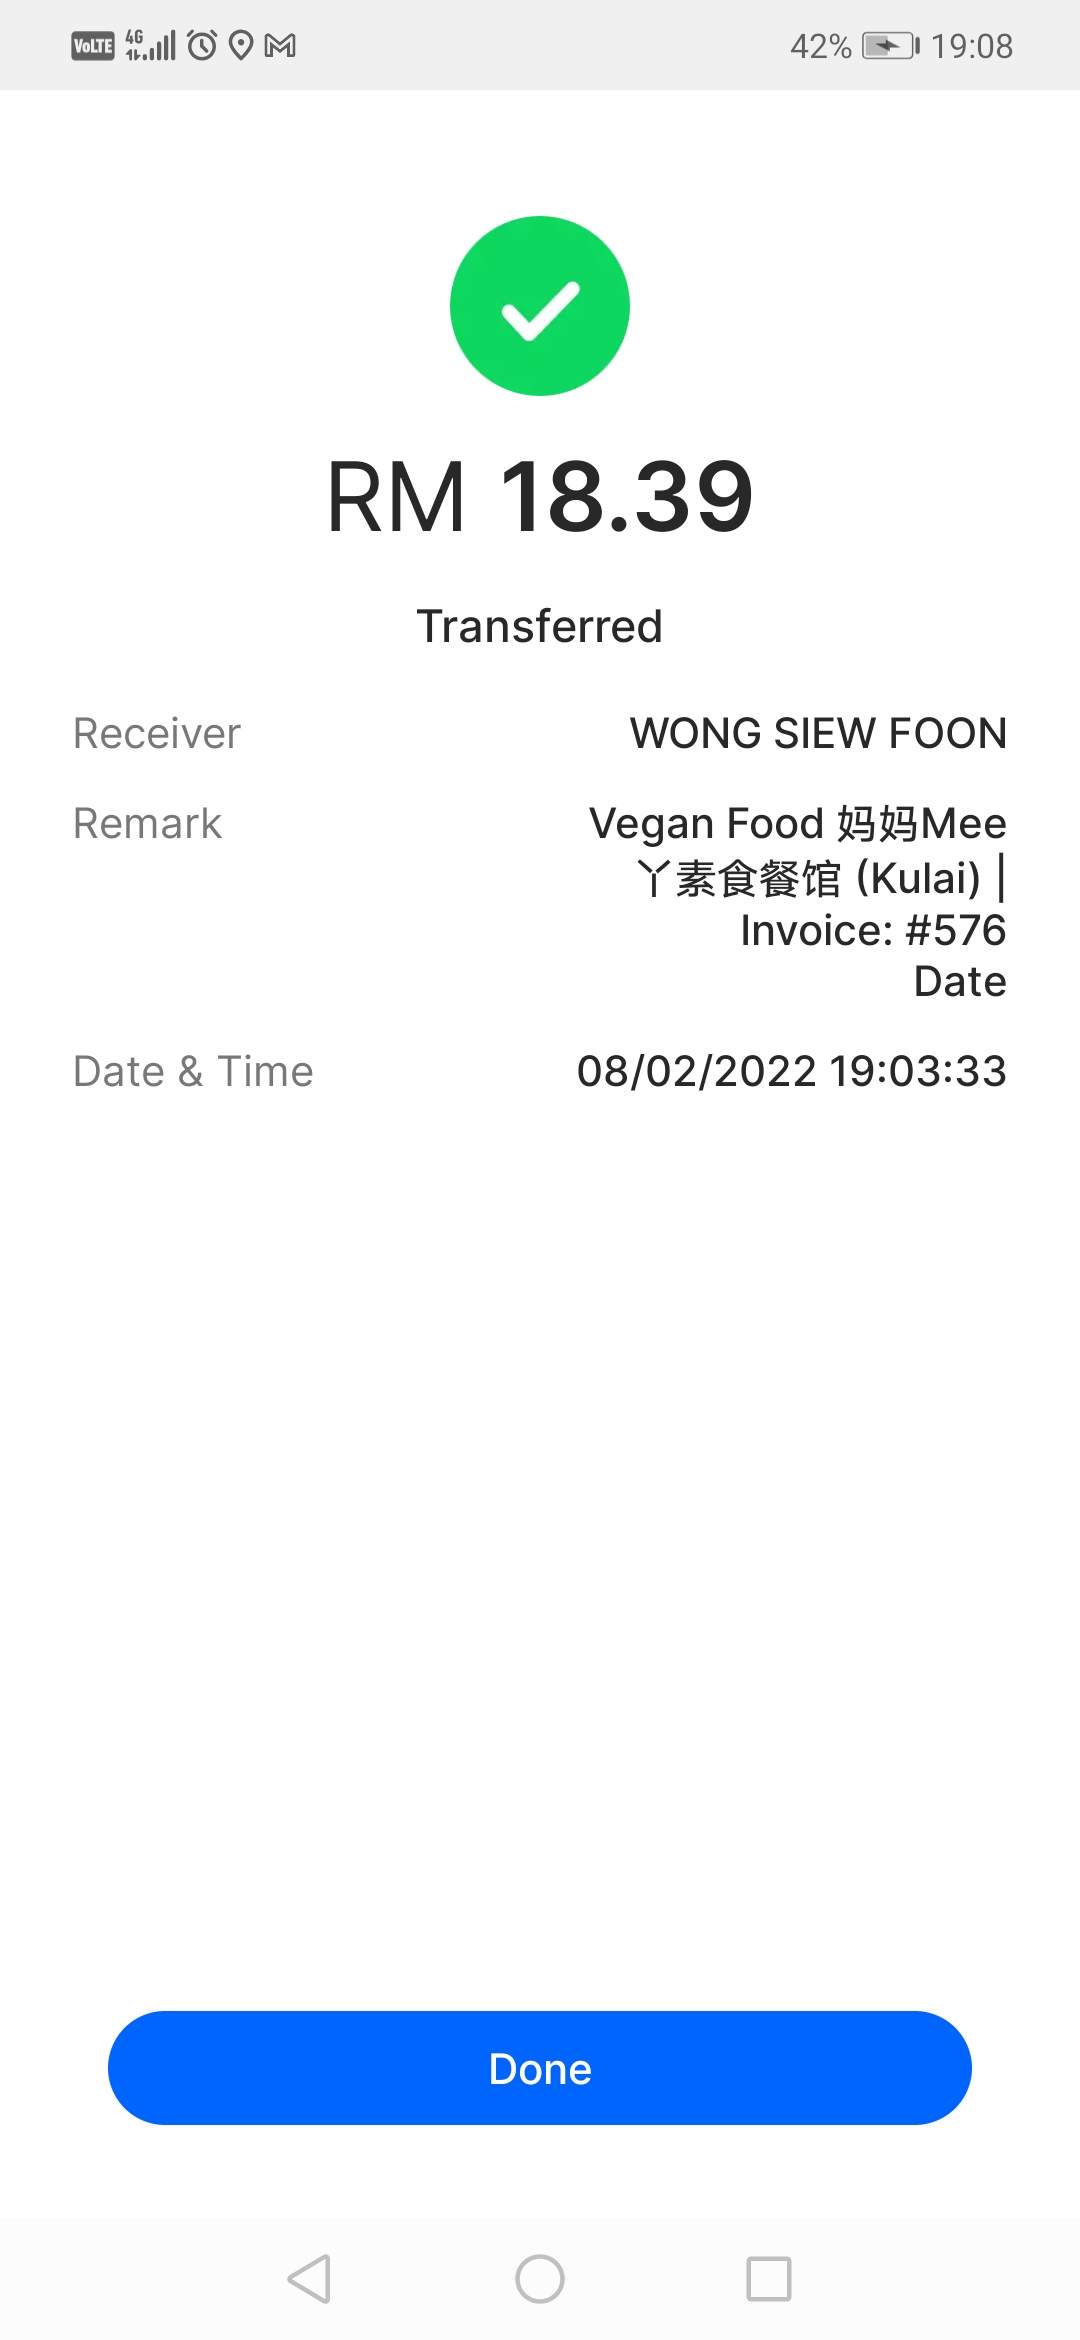 VoLTE 4G 42% 19:08
RM 18.39
Transferred
Receiver WONG SIEW FOON
Remark Vegan Food 妈妈Mee
丫素食餐馆 (Kulai) |
Invoice: #576
Date
Date & Time 08/02/2022 19:03:33
Done